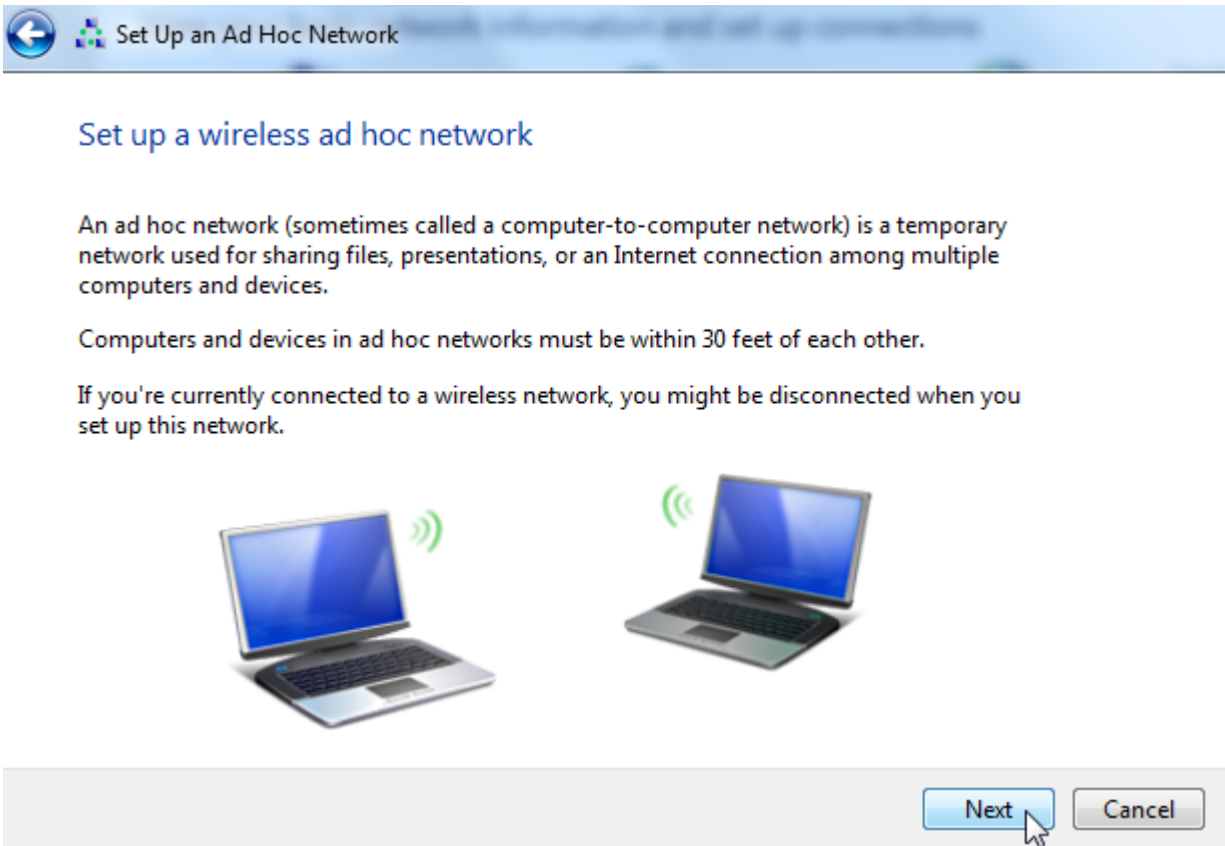 Set Up an Ad Hoc Network
Set up a wireless ad hoc network
An ad hoc network (sometimes called a computer-to-computer network) is a temporary
network used for sharing files, presentations, or an Internet connection among multiple
computers and devices.
Computers and devices in ad hoc networks must be within 30 feet of each other.
If you're currently connected to a wireless network, you might be disconnected when you
set up this network.
Next Cancel